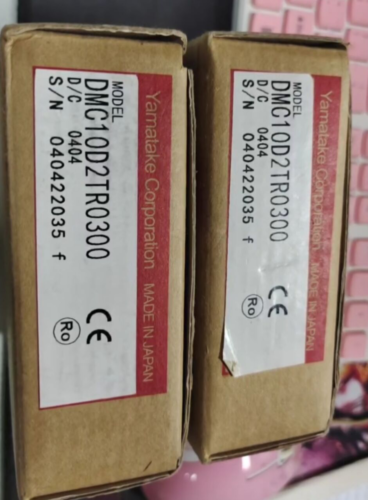 MODEL
DMC10D2TR0300
D/C 0404
S/N 040422035 f
CE
Ro
Yamatake Corporation MADE IN JAPAN
MODEL
DMC10D2TR0300
D/C 0404
S/N 040422035 f
CE
Ro
Yamatake Corporation MADE IN JAPAN